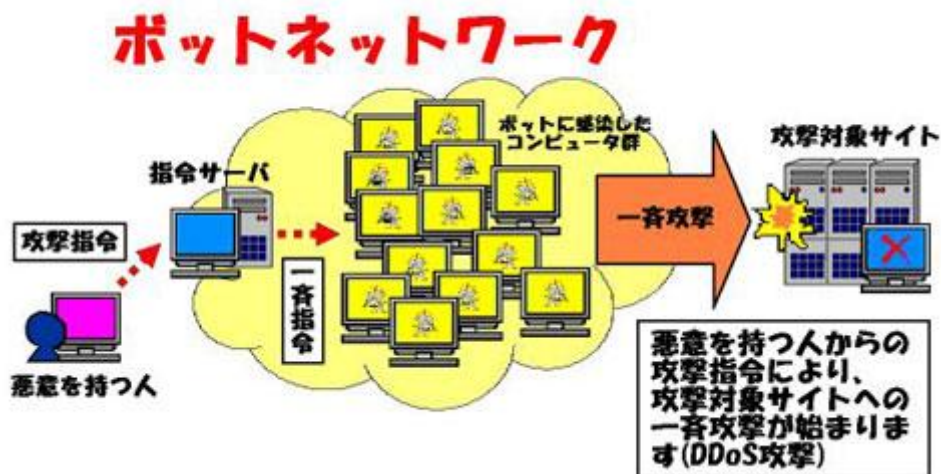 ボットネットワーク
ボットに感染した
コンピュータ群
攻撃対象サイト
指令サーバ
攻撃指令
一斉指令
一斉攻撃
悪意を持つ人
悪意を持つ人からの
攻撃指令により、
攻撃対象サイトへの
一斉攻撃が始まりま
す(DDoS攻撃)